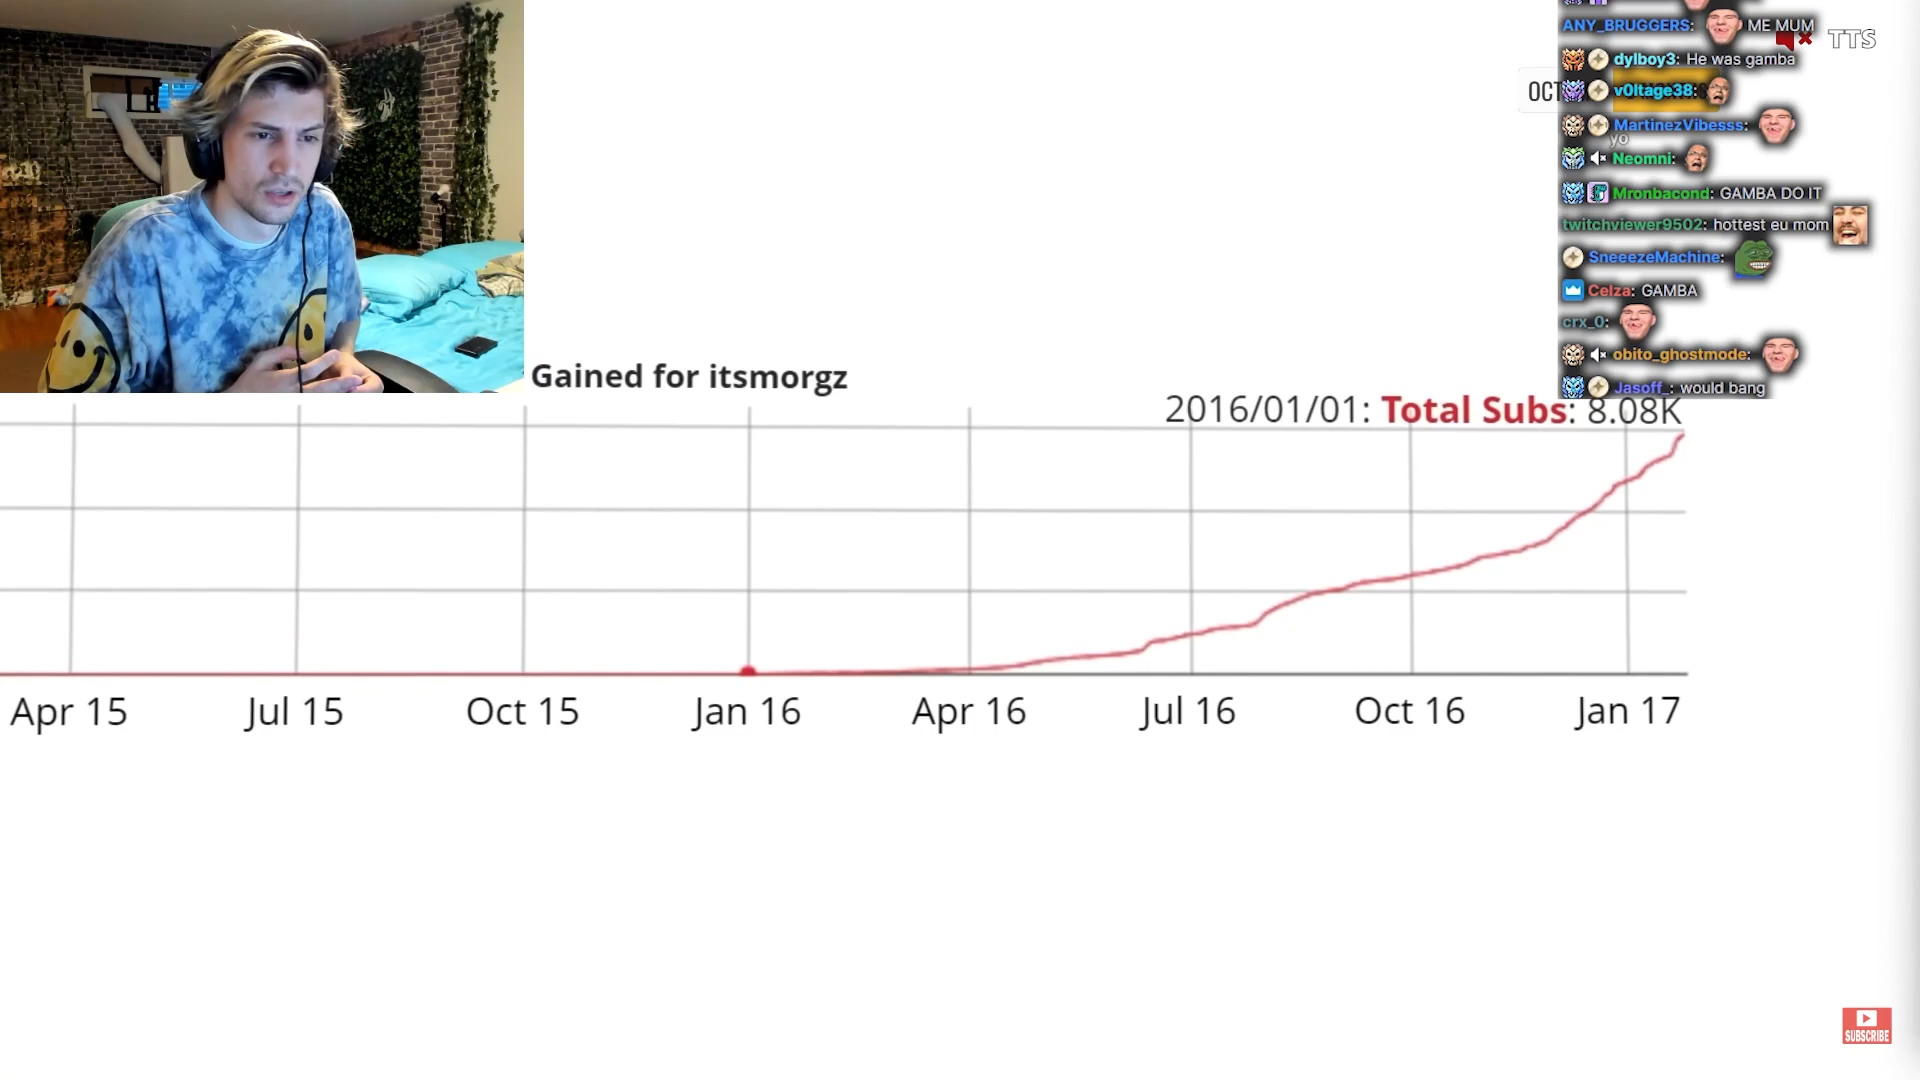 ANY_BRUGGERS: ME MUM
TTS
dylboy3: He was gamba
OCT
v0ltage38:
MartinezVibesss:
yo
Neomni:
Mronbacond: GAMBA DO IT
twitchviewer9502: hottest eu mom
SneeezeMachine:
Celza: GAMBA
crx_0:
obito_ghostmode:
Jasoff_: would bang
Gained for itsmorgz
2016/01/01: Total Subs: 8.08K
Apr 15 Jul 15 Oct 15 Jan 16 Apr 16 Jul 16 Oct 16 Jan 17
SUBSCRIBE